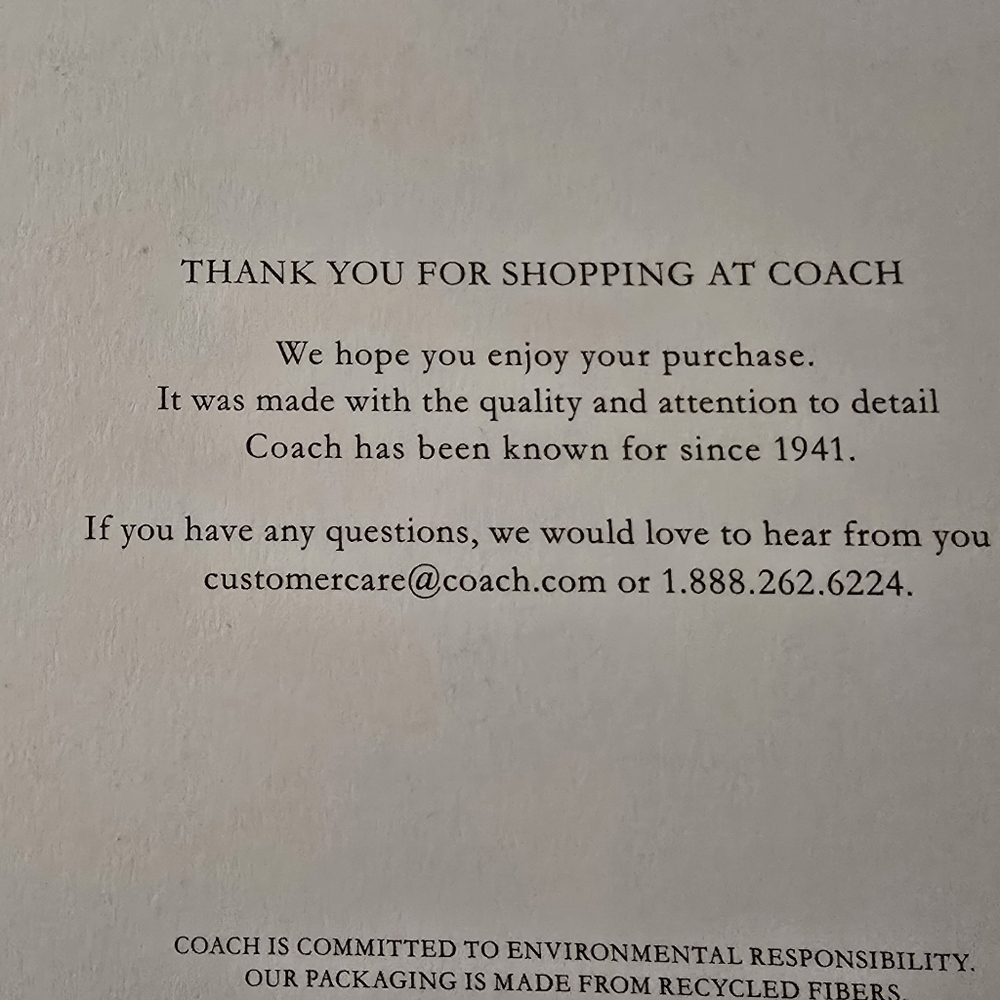 THANK YOU FOR SHOPPING AT COACH
We hope you enjoy your purchase.
It was made with the quality and attention to detail
Coach has been known for since 1941.
If you have any questions, we would love to hear from you
customercare@coach.com or 1.888.262.6224.
COACH IS COMMITTED TO ENVIRONMENTAL RESPONSIBILITY.
OUR PACKAGING IS MADE FROM RECYCLED FIBERS.